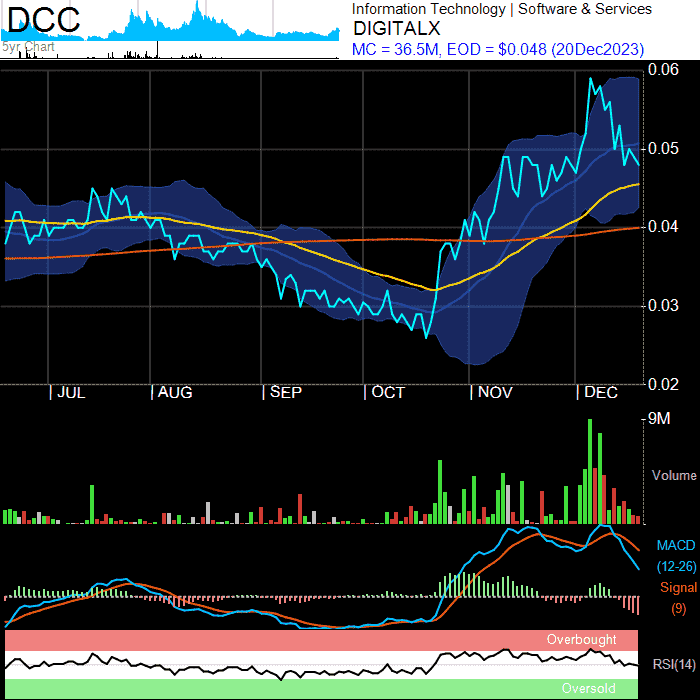 DCC
5yr Chart
Information Technology | Software & Services
DIGITALX
MC = 36.5M, EOD = $0.048 (20Dec2023)
0.06
0.05
0.04
0.03
0.02
| JUL | AUG | SEP | OCT | NOV | DEC
9M
Volume
MACD
(12-26)
Signal
(9)
Overbought
RSI(14)
Oversold